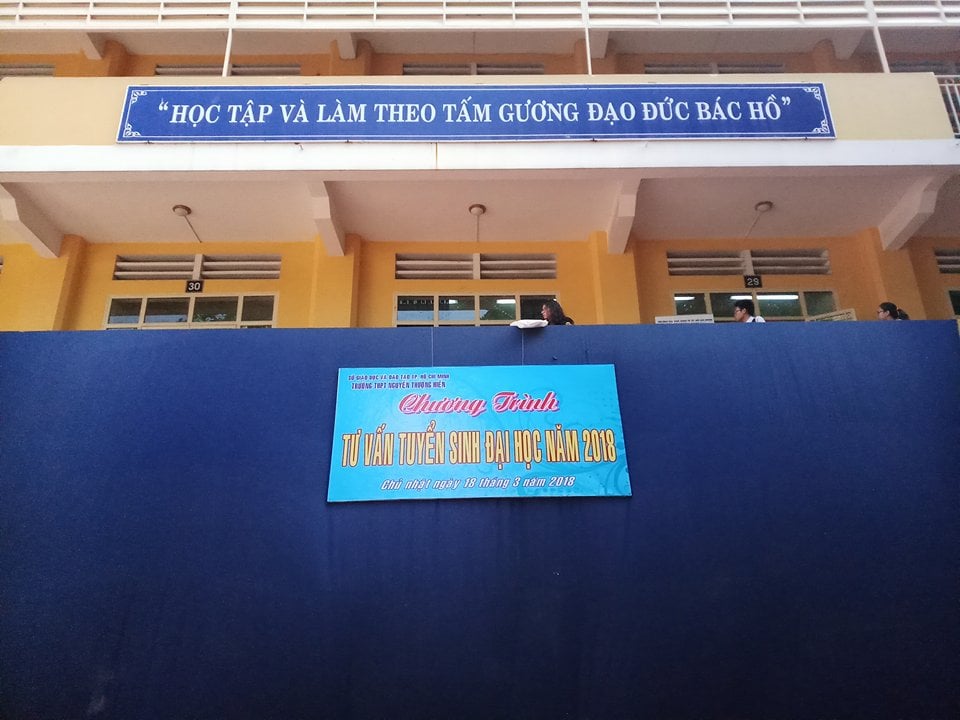 “HỌC TẬP VÀ LÀM THEO TẤM GƯƠNG ĐẠO ĐỨC BÁC HỒ”
30
29
SỞ GIÁO DỤC VÀ ĐÀO TẠO TP. HỒ CHÍ MINH
TRƯỜNG THPT NGUYỄN THƯỢNG HIỀN
Chương Trình
TƯ VẤN TUYỂN SINH ĐẠI HỌC NĂM 2018
Chủ nhật ngày 18 tháng 3 năm 2018